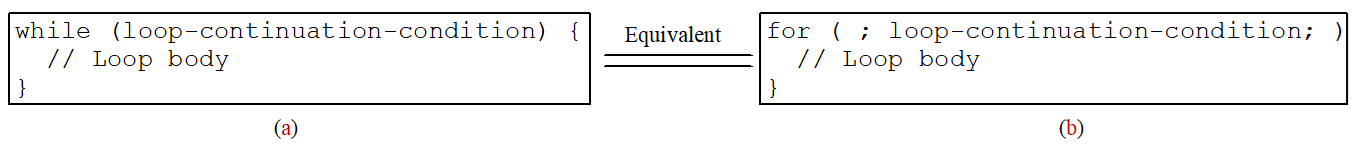 while (loop-continuation-condition) {
  // Loop body
}
Equivalent
for ( ; loop-continuation-condition; )
  // Loop body
}
(a)
(b)